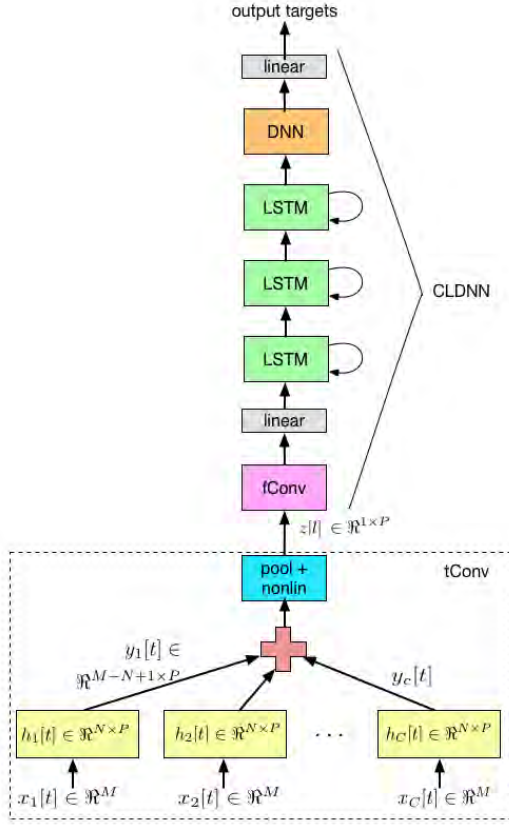 output targets
linear
DNN
LSTM
LSTM
CLDNN
LSTM
linear
fConv
z[l] ∈ ℜ^{1×P}
pool +
nonlin
tConv
y_1[t] ∈
ℜ^{M−N+1×P}
y_c[t]
h_1[t] ∈ ℜ^{N×P}
h_2[t] ∈ ℜ^{N×P}
. . .
h_C[t] ∈ ℜ^{N×P}
x_1[t] ∈ ℜ^M
x_2[t] ∈ ℜ^M
x_C[t] ∈ ℜ^M